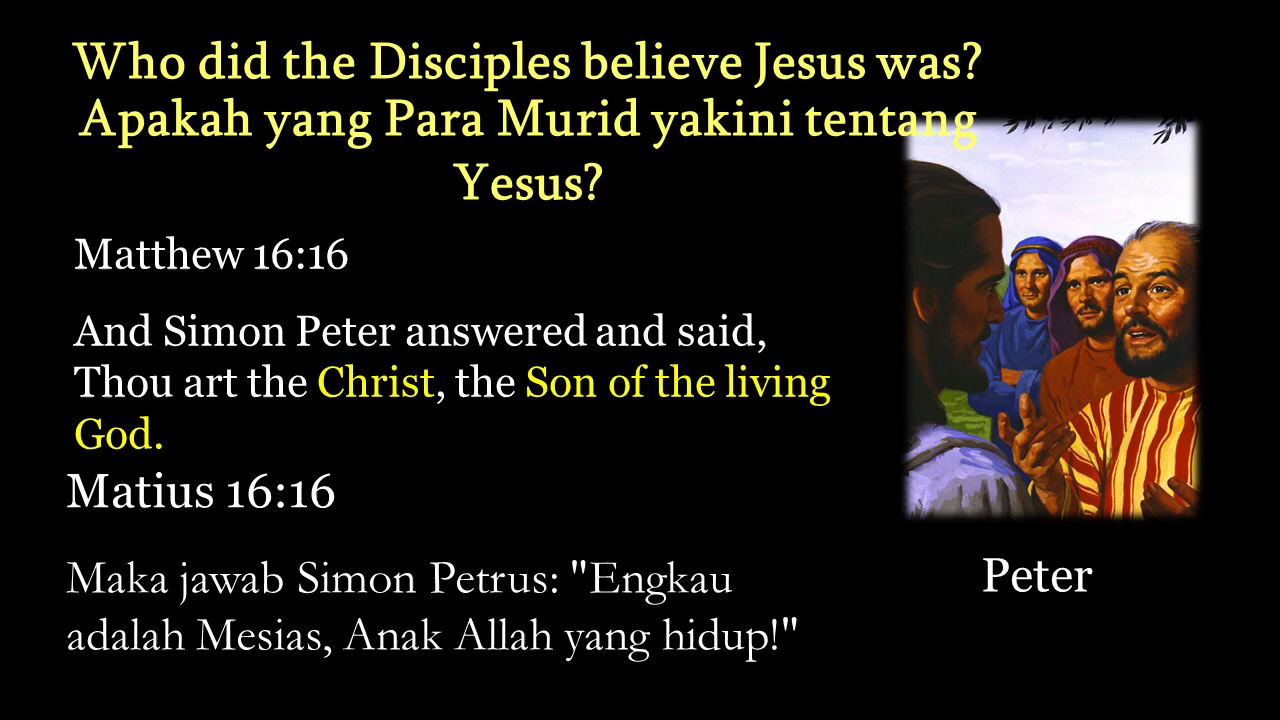 Who did the Disciples believe Jesus was?
Apakah yang Para Murid yakini tentang
Yesus?
Matthew 16:16
And Simon Peter answered and said,
Thou art the Christ, the Son of the living
God.
Matius 16:16
Maka jawab Simon Petrus: "Engkau
adalah Mesias, Anak Allah yang hidup!"
Peter